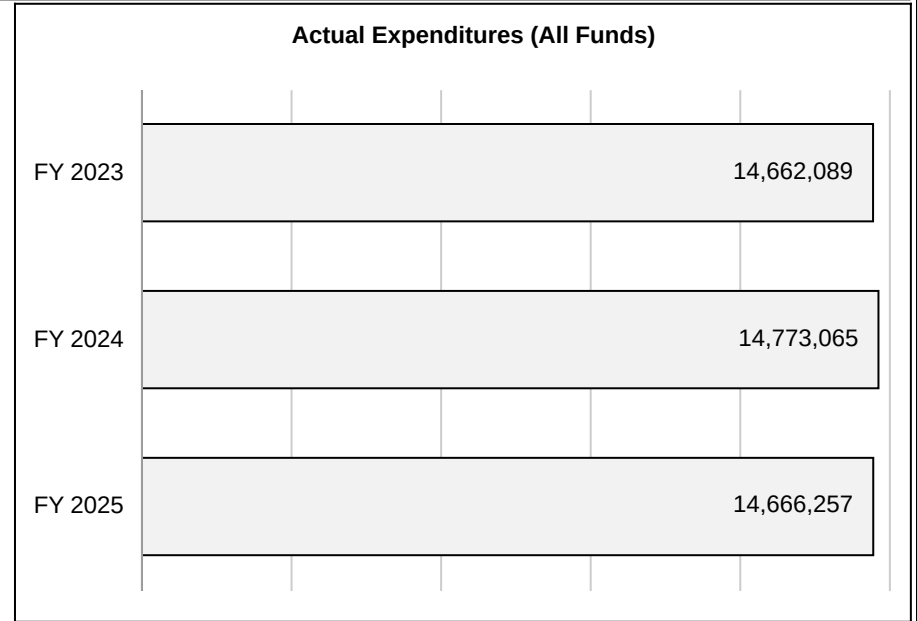 Actual Expenditures (All Funds)
FY 2023 14,662,089
FY 2024 14,773,065
FY 2025 14,666,257